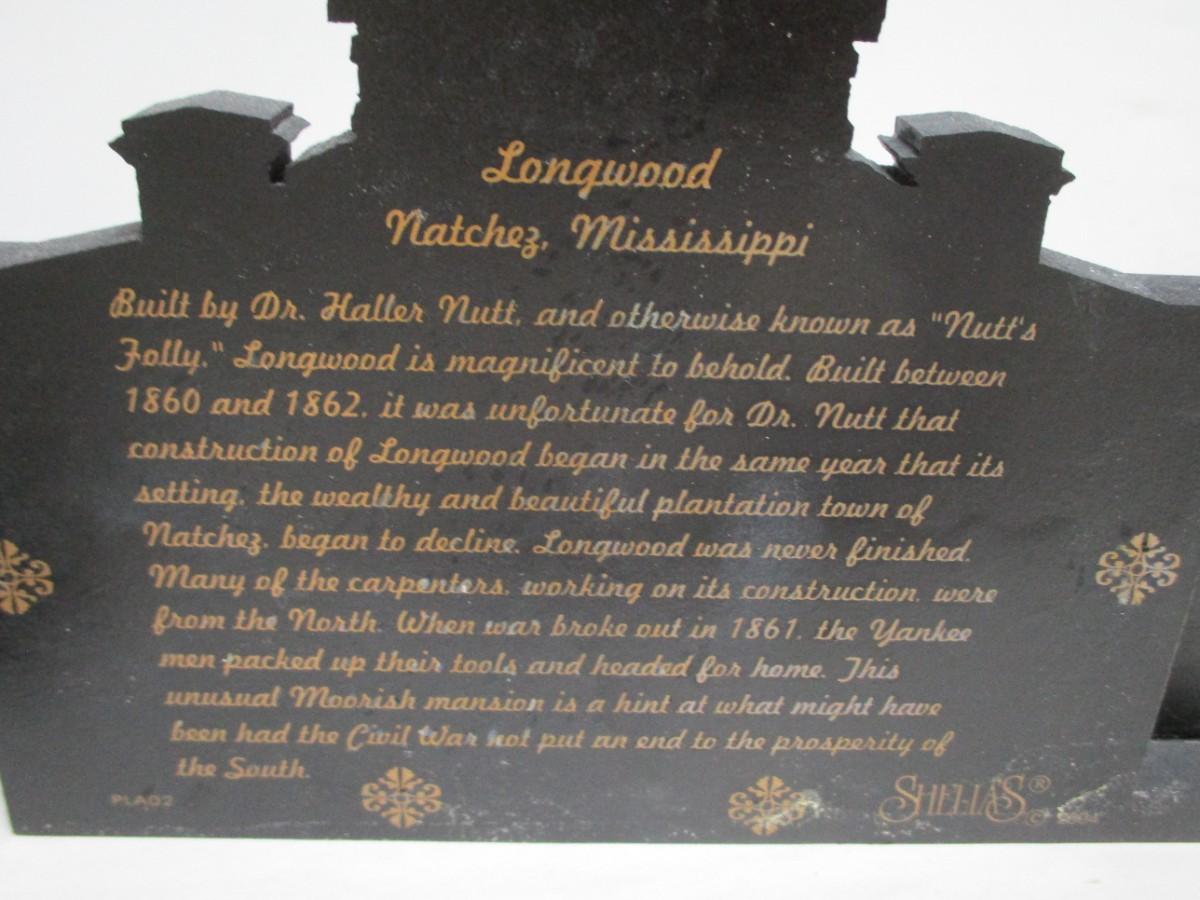 Longwood
Natchez, Mississippi
Built by Dr. Haller Nutt, and otherwise known as "Nutt's
Folly," Longwood is magnificent to behold. Built between
1860 and 1862, it was unfortunate for Dr. Nutt that
construction of Longwood began in the same year that its
setting, the wealthy and beautiful plantation town of
Natchez, began to decline. Longwood was never finished.
Many of the carpenters, working on its construction, were
from the North. When war broke out in 1861, the Yankee
men packed up their tools and headed for home. This
unusual Moorish mansion is a hint at what might have
been had the Civil War not put an end to the prosperity of
the South.
PLA02
SHELIA'S® ©